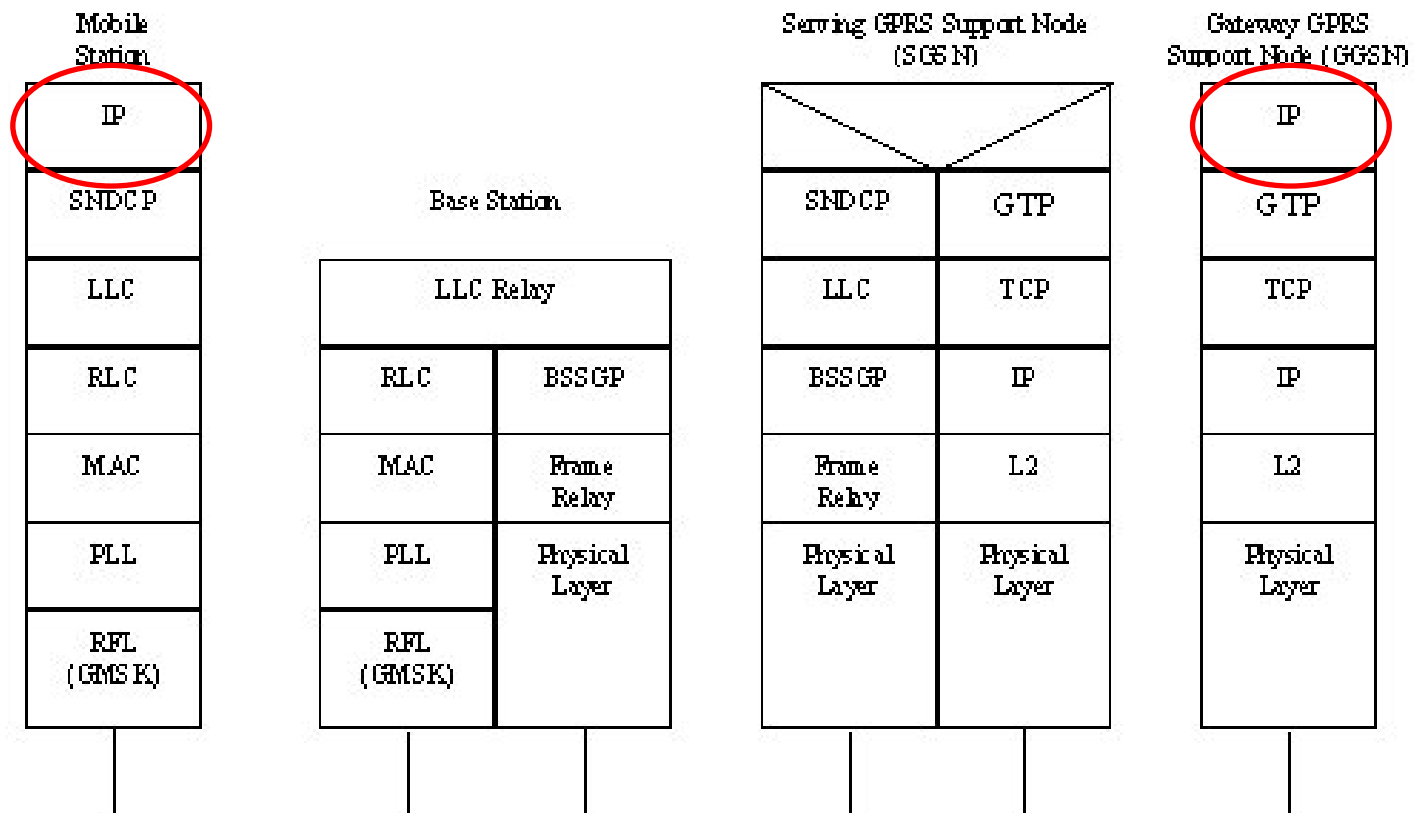 Mobile
Station
IP
SNDCP
LLC
RLC
MAC
PLL
RFL
(GMSK)
Base Station
LLC Relay
RLC
BSSGP
MAC
Frame
Relay
PLL
Physical
Layer
RFL
(GMSK)
Serving GPRS Support Node
(SGSN)
SNDCP
GTP
LLC
TCP
BSSGP
IP
Frame
Relay
L2
Physical
Layer
Physical
Layer
Gateway GPRS
Support Node (GGSN)
IP
GTP
TCP
IP
L2
Physical
Layer